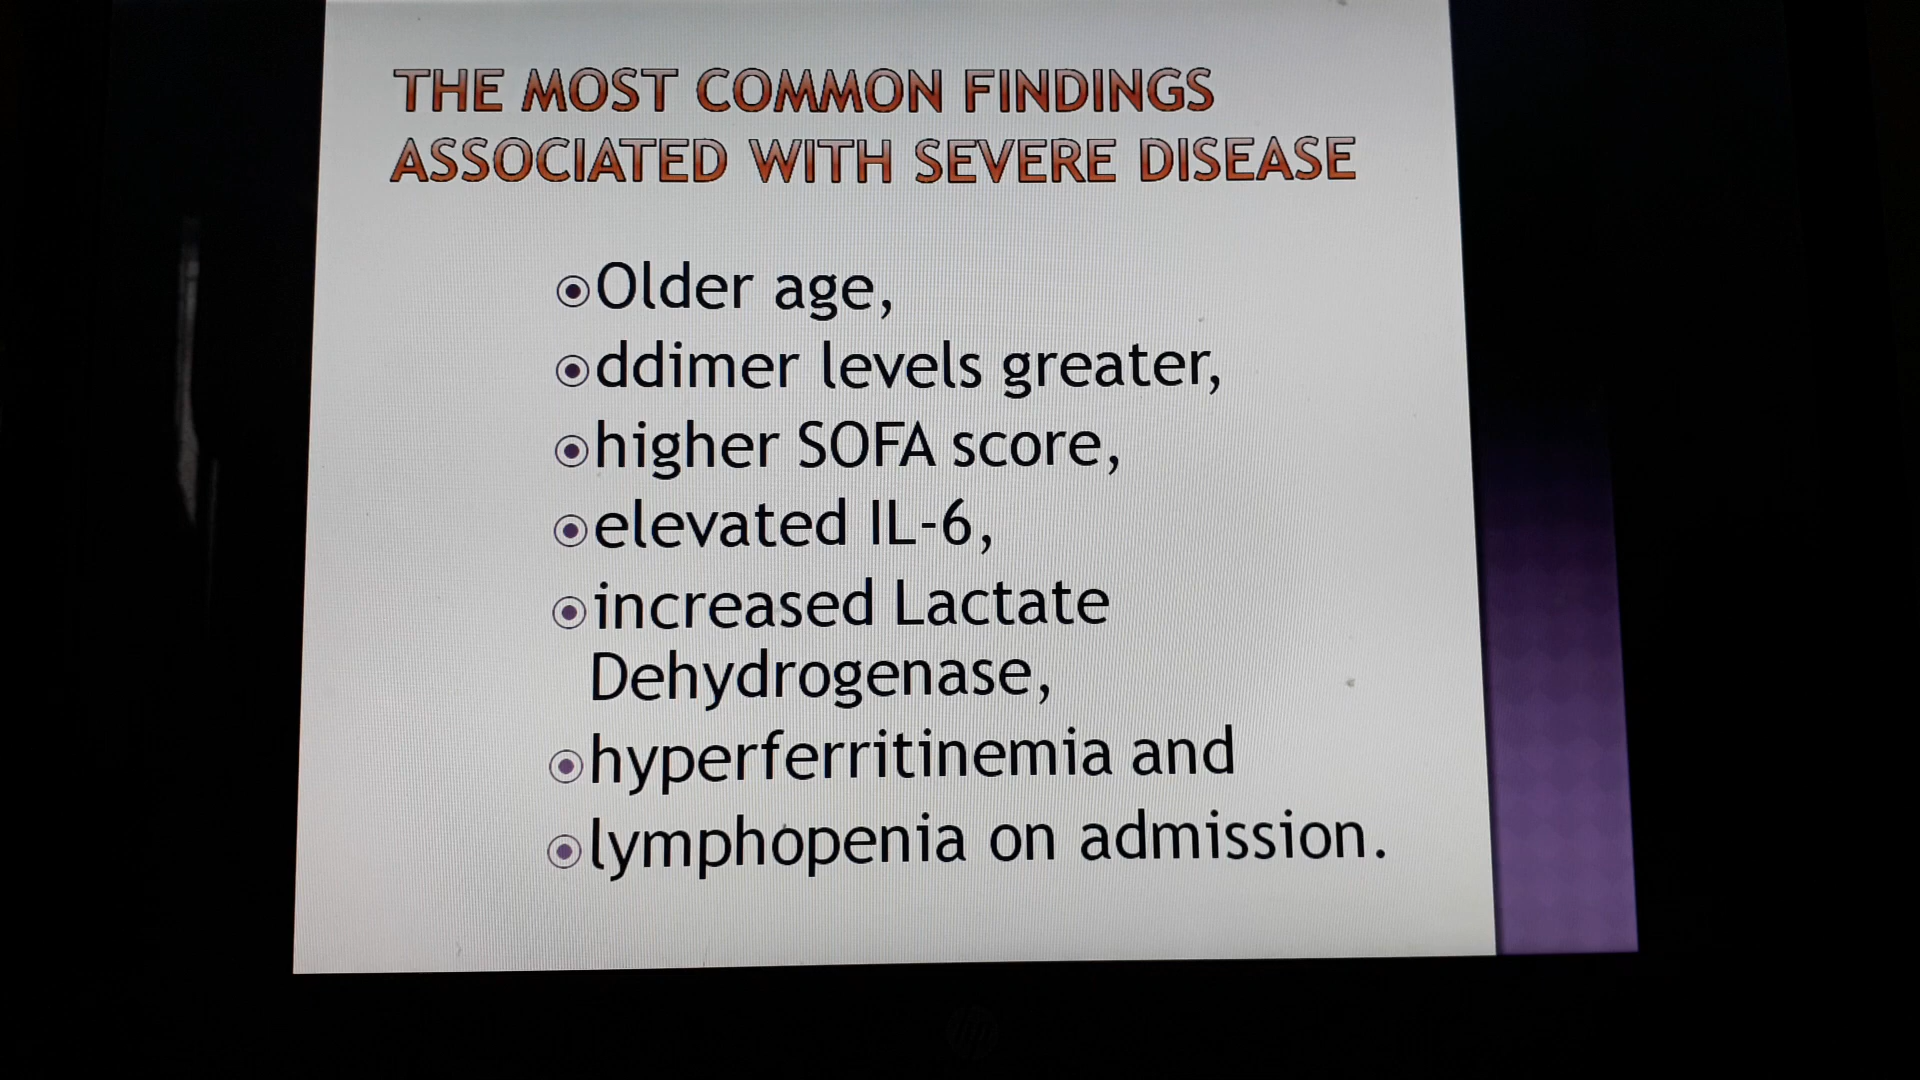 THE MOST COMMON FINDINGS
ASSOCIATED WITH SEVERE DISEASE
Older age,
ddimer levels greater,
higher SOFA score,
elevated IL-6,
increased Lactate
Dehydrogenase,
hyperferritinemia and
lymphopenia on admission.